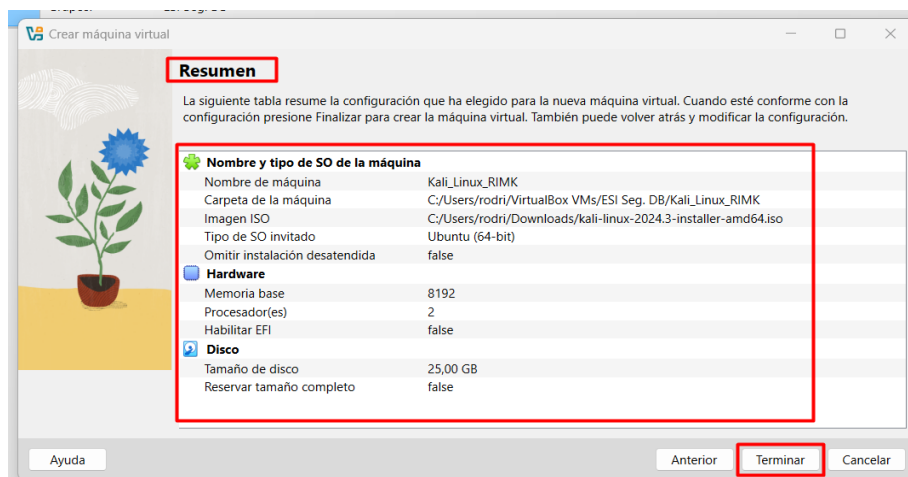 Crear máquina virtual
Resumen
La siguiente tabla resume la configuración que ha elegido para la nueva máquina virtual. Cuando esté conforme con la
configuración presione Finalizar para crear la máquina virtual. También puede volver atrás y modificar la configuración.
Nombre y tipo de SO de la máquina
Nombre de máquina Kali_Linux_RIMK
Carpeta de la máquina C:/Users/rodri/VirtualBox VMs/ESI Seg. DB/Kali_Linux_RIMK
Imagen ISO C:/Users/rodri/Downloads/kali-linux-2024.3-installer-amd64.iso
Tipo de SO invitado Ubuntu (64-bit)
Omitir instalación desatendida false
Hardware
Memoria base 8192
Procesador(es) 2
Habilitar EFI false
Disco
Tamaño de disco 25,00 GB
Reservar tamaño completo false
Ayuda Anterior Terminar Cancelar